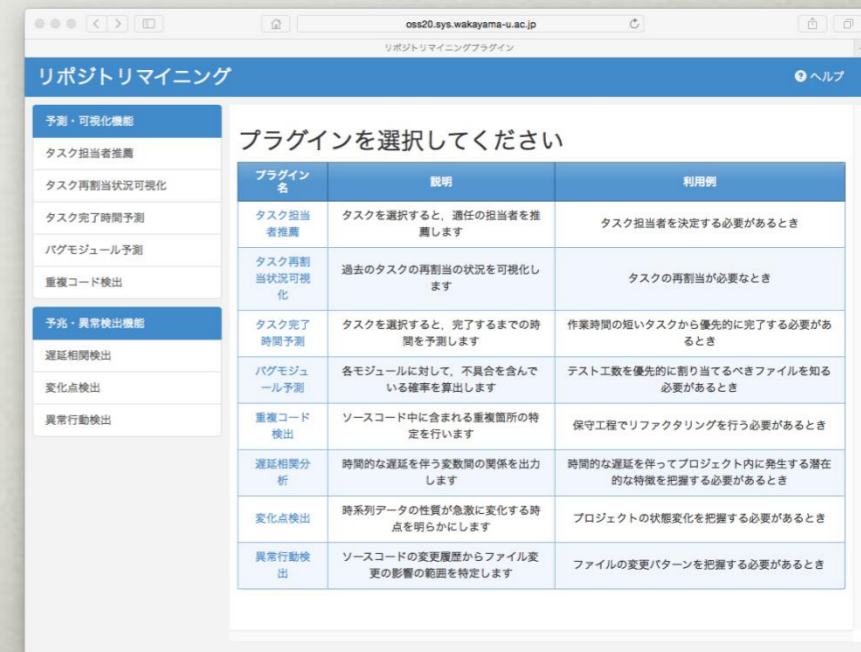 oss20.sys.wakayama-u.ac.jp
リポジトリマイニングプラグイン
リポジトリマイニング
ヘルプ
予測・可視化機能
タスク担当者推薦
タスク再割当状況可視化
タスク完了時間予測
バグモジュール予測
重複コード検出
予兆・異常検出機能
遅延相関検出
変化点検出
異常行動検出
プラグインを選択してください
プラグイン
名
説明
利用例
タスク担当
者推薦
タスクを選択すると，適任の担当者を推
薦します
タスク担当者を決定する必要があるとき
タスク再割
当状況可視
化
過去のタスクの再割当の状況を可視化し
ます
タスクの再割当が必要なとき
タスク完了
時間予測
タスクを選択すると，完了するまでの時
間を予測します
作業時間の短いタスクから優先的に完了する必要があ
るとき
バグモジュ
ール予測
各モジュールに対して，不具合を含んで
いる確率を算出します
テスト工数を優先的に割り当てるべきファイルを知る
必要があるとき
重複コード
検出
ソースコード中に含まれる重複箇所の特
定を行います
保守工程でリファクタリングを行う必要があるとき
遅延相関分
析
時間的な遅延を伴う変数間の関係を出力
します
時間的な遅延を伴ってプロジェクト内に発生する潜在
的な特徴を把握する必要があるとき
変化点検出
時系列データの性質が急激に変化する時
点を明らかにします
プロジェクトの状態変化を把握する必要があるとき
異常行動検
出
ソースコードの変更履歴からファイル変
更の影響の範囲を特定します
ファイルの変更パターンを把握する必要があるとき